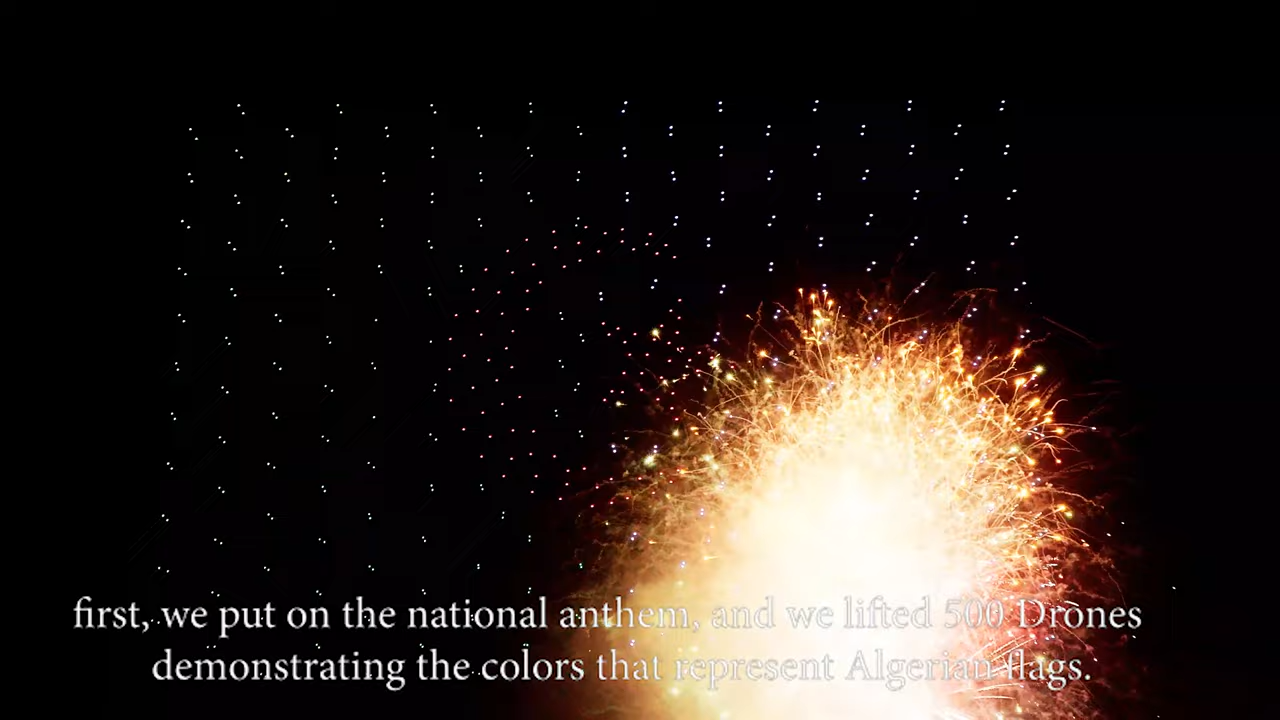 first, we put on the national anthem, and we lifted 500 Drones
demonstrating the colors that represent Algerian flags.